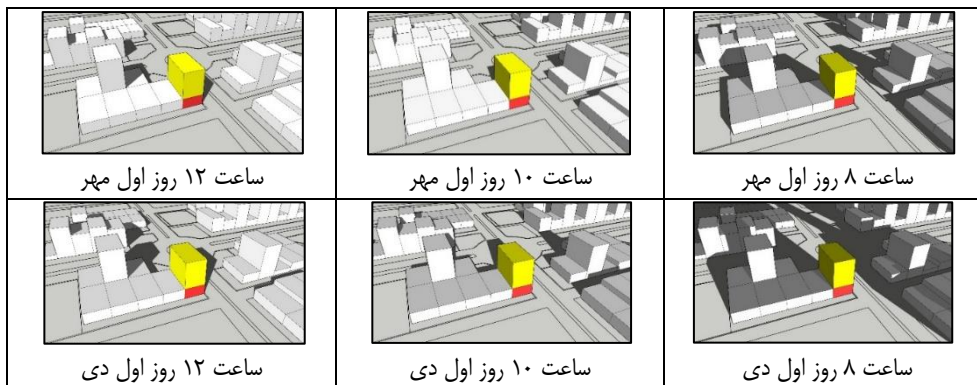 ساعت ۸ روز اول مهر
ساعت ۱۰ روز اول مهر
ساعت ۱۲ روز اول مهر
ساعت ۸ روز اول دی
ساعت ۱۰ روز اول دی
ساعت ۱۲ روز اول دی